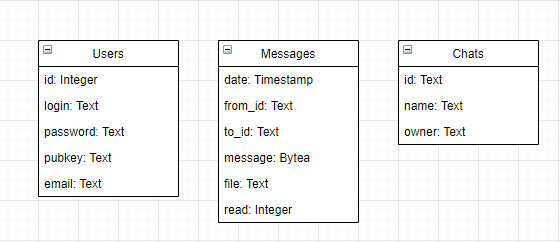 Users
id: Integer
login: Text
password: Text
pubkey: Text
email: Text
Messages
date: Timestamp
from_id: Text
to_id: Text
message: Bytea
file: Text
read: Integer
Chats
id: Text
name: Text
owner: Text